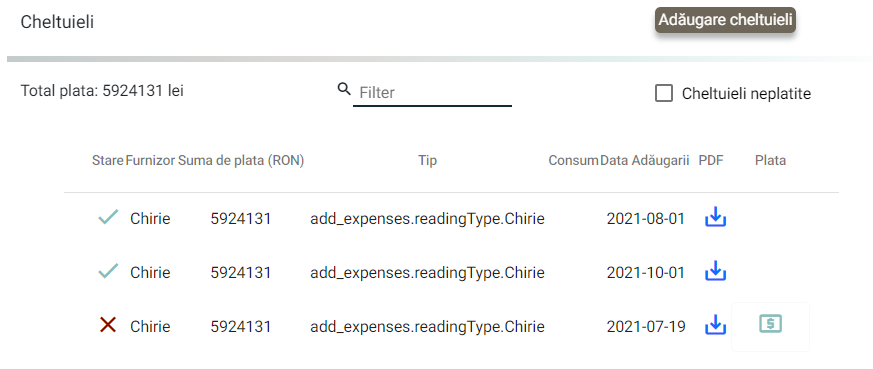 Cheltuieli Adăugare cheltuieli
Total plata: 5924131 lei Filter Cheltuieli neplatite
Stare Furnizor Suma de plata (RON) Tip Consum Data Adăugarii PDF Plata
Chirie 5924131 add_expenses.readingType.Chirie 2021-08-01
Chirie 5924131 add_expenses.readingType.Chirie 2021-10-01
Chirie 5924131 add_expenses.readingType.Chirie 2021-07-19